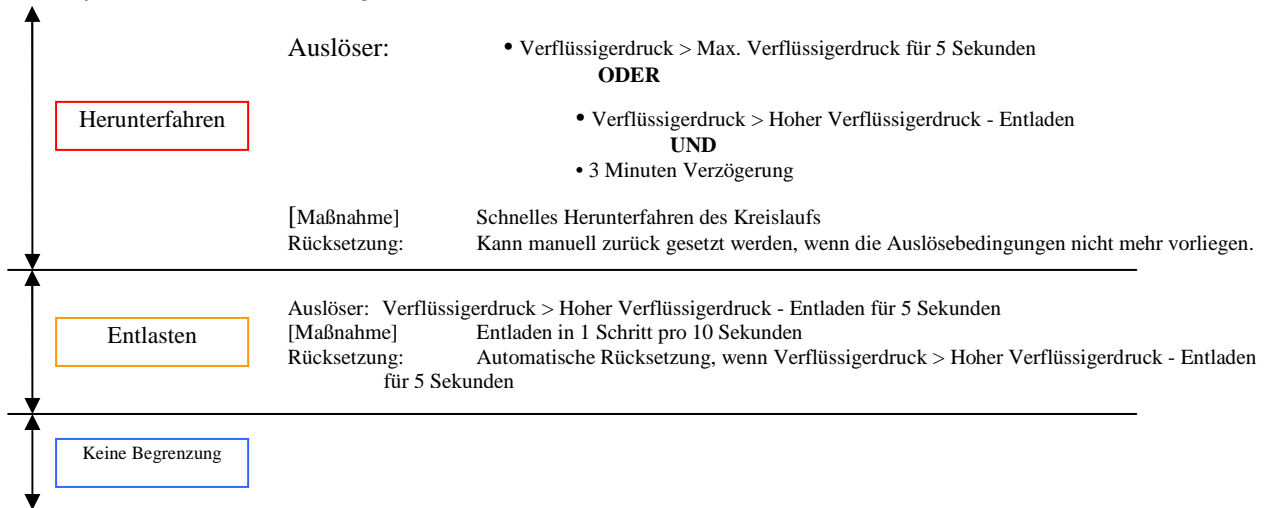 Auslöser: • Verflüssigerdruck > Max. Verflüssigerdruck für 5 Sekunden
ODER
Herunterfahren
• Verflüssigerdruck > Hoher Verflüssigerdruck - Entladen
UND
• 3 Minuten Verzögerung
[Maßnahme] Schnelles Herunterfahren des Kreislaufs
Rücksetzung: Kann manuell zurück gesetzt werden, wenn die Auslösebedingungen nicht mehr vorliegen.
Auslöser: Verflüssigerdruck > Hoher Verflüssigerdruck - Entladen für 5 Sekunden
Entlasten
[Maßnahme] Entladen in 1 Schritt pro 10 Sekunden
Rücksetzung: Automatische Rücksetzung, wenn Verflüssigerdruck > Hoher Verflüssigerdruck - Entladen
für 5 Sekunden
Keine Begrenzung